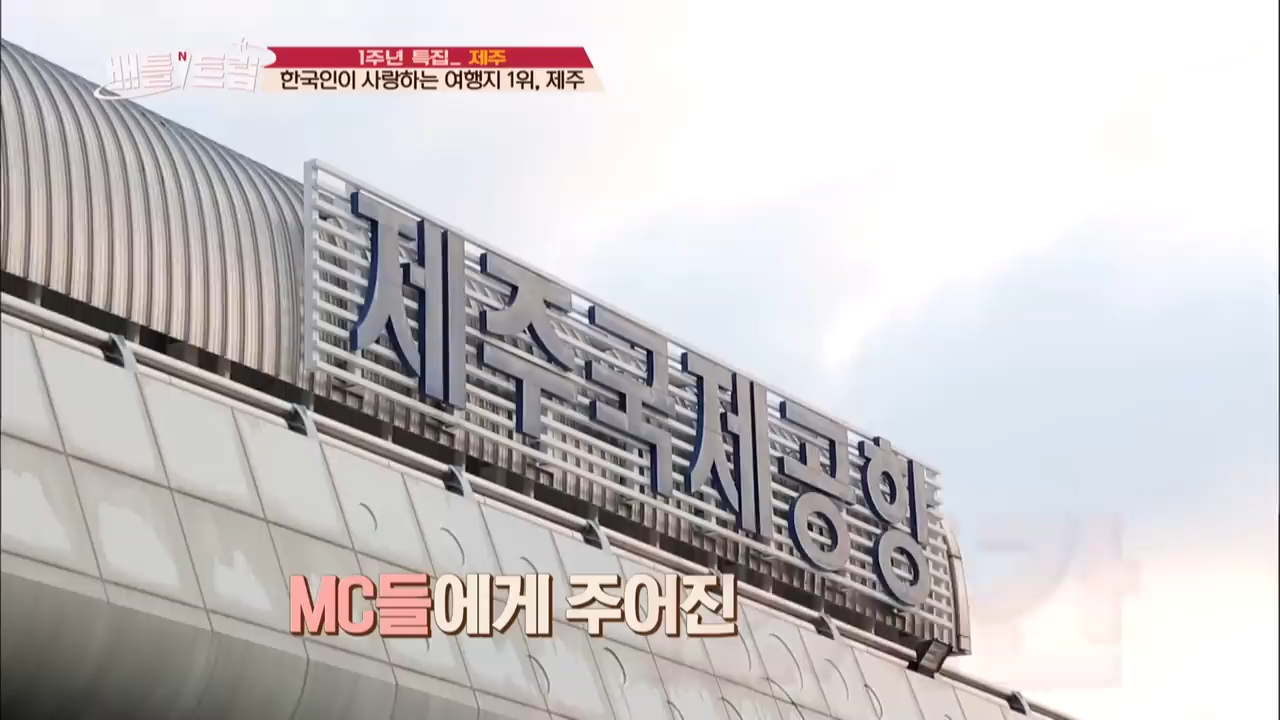 배틀트립
1주년 특집_ 제주
한국인이 사랑하는 여행지 1위, 제주
제주국제공항
MC들에게 주어진